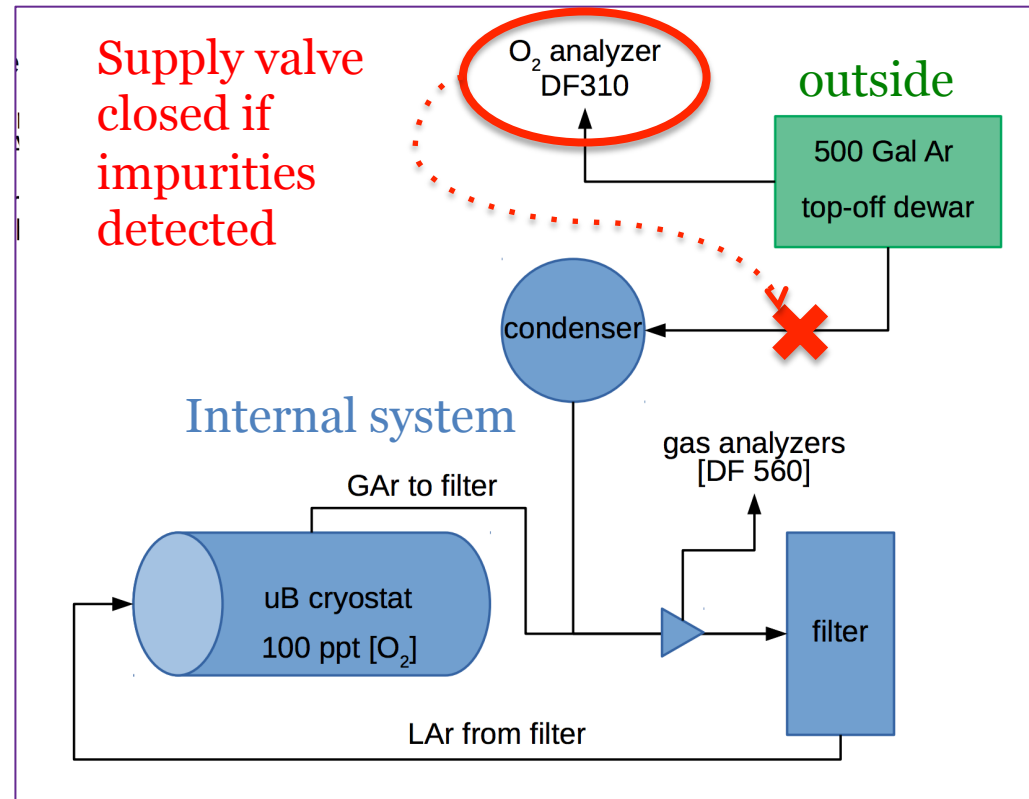 Supply valve
closed if
impurities
detected
O₂ analyzer
DF310
outside
500 Gal Ar
top-off dewar
condenser
Internal system
gas analyzers
[DF 560]
GAr to filter
uB cryostat
100 ppt [O₂]
filter
LAr from filter